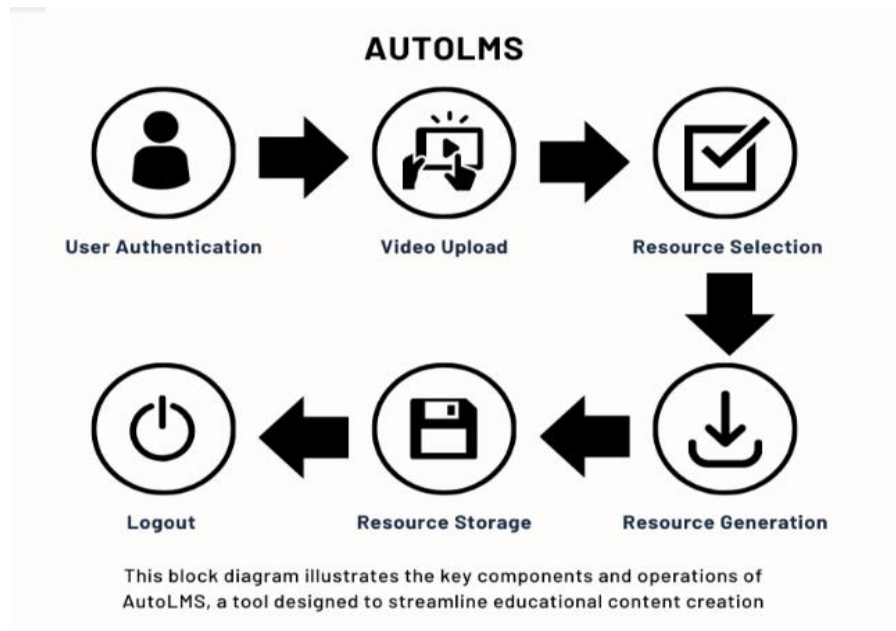 AUTOLMS
User Authentication
Video Upload
Resource Selection
Logout
Resource Storage
Resource Generation
This block diagram illustrates the key components and operations of
AutoLMS, a tool designed to streamline educational content creation